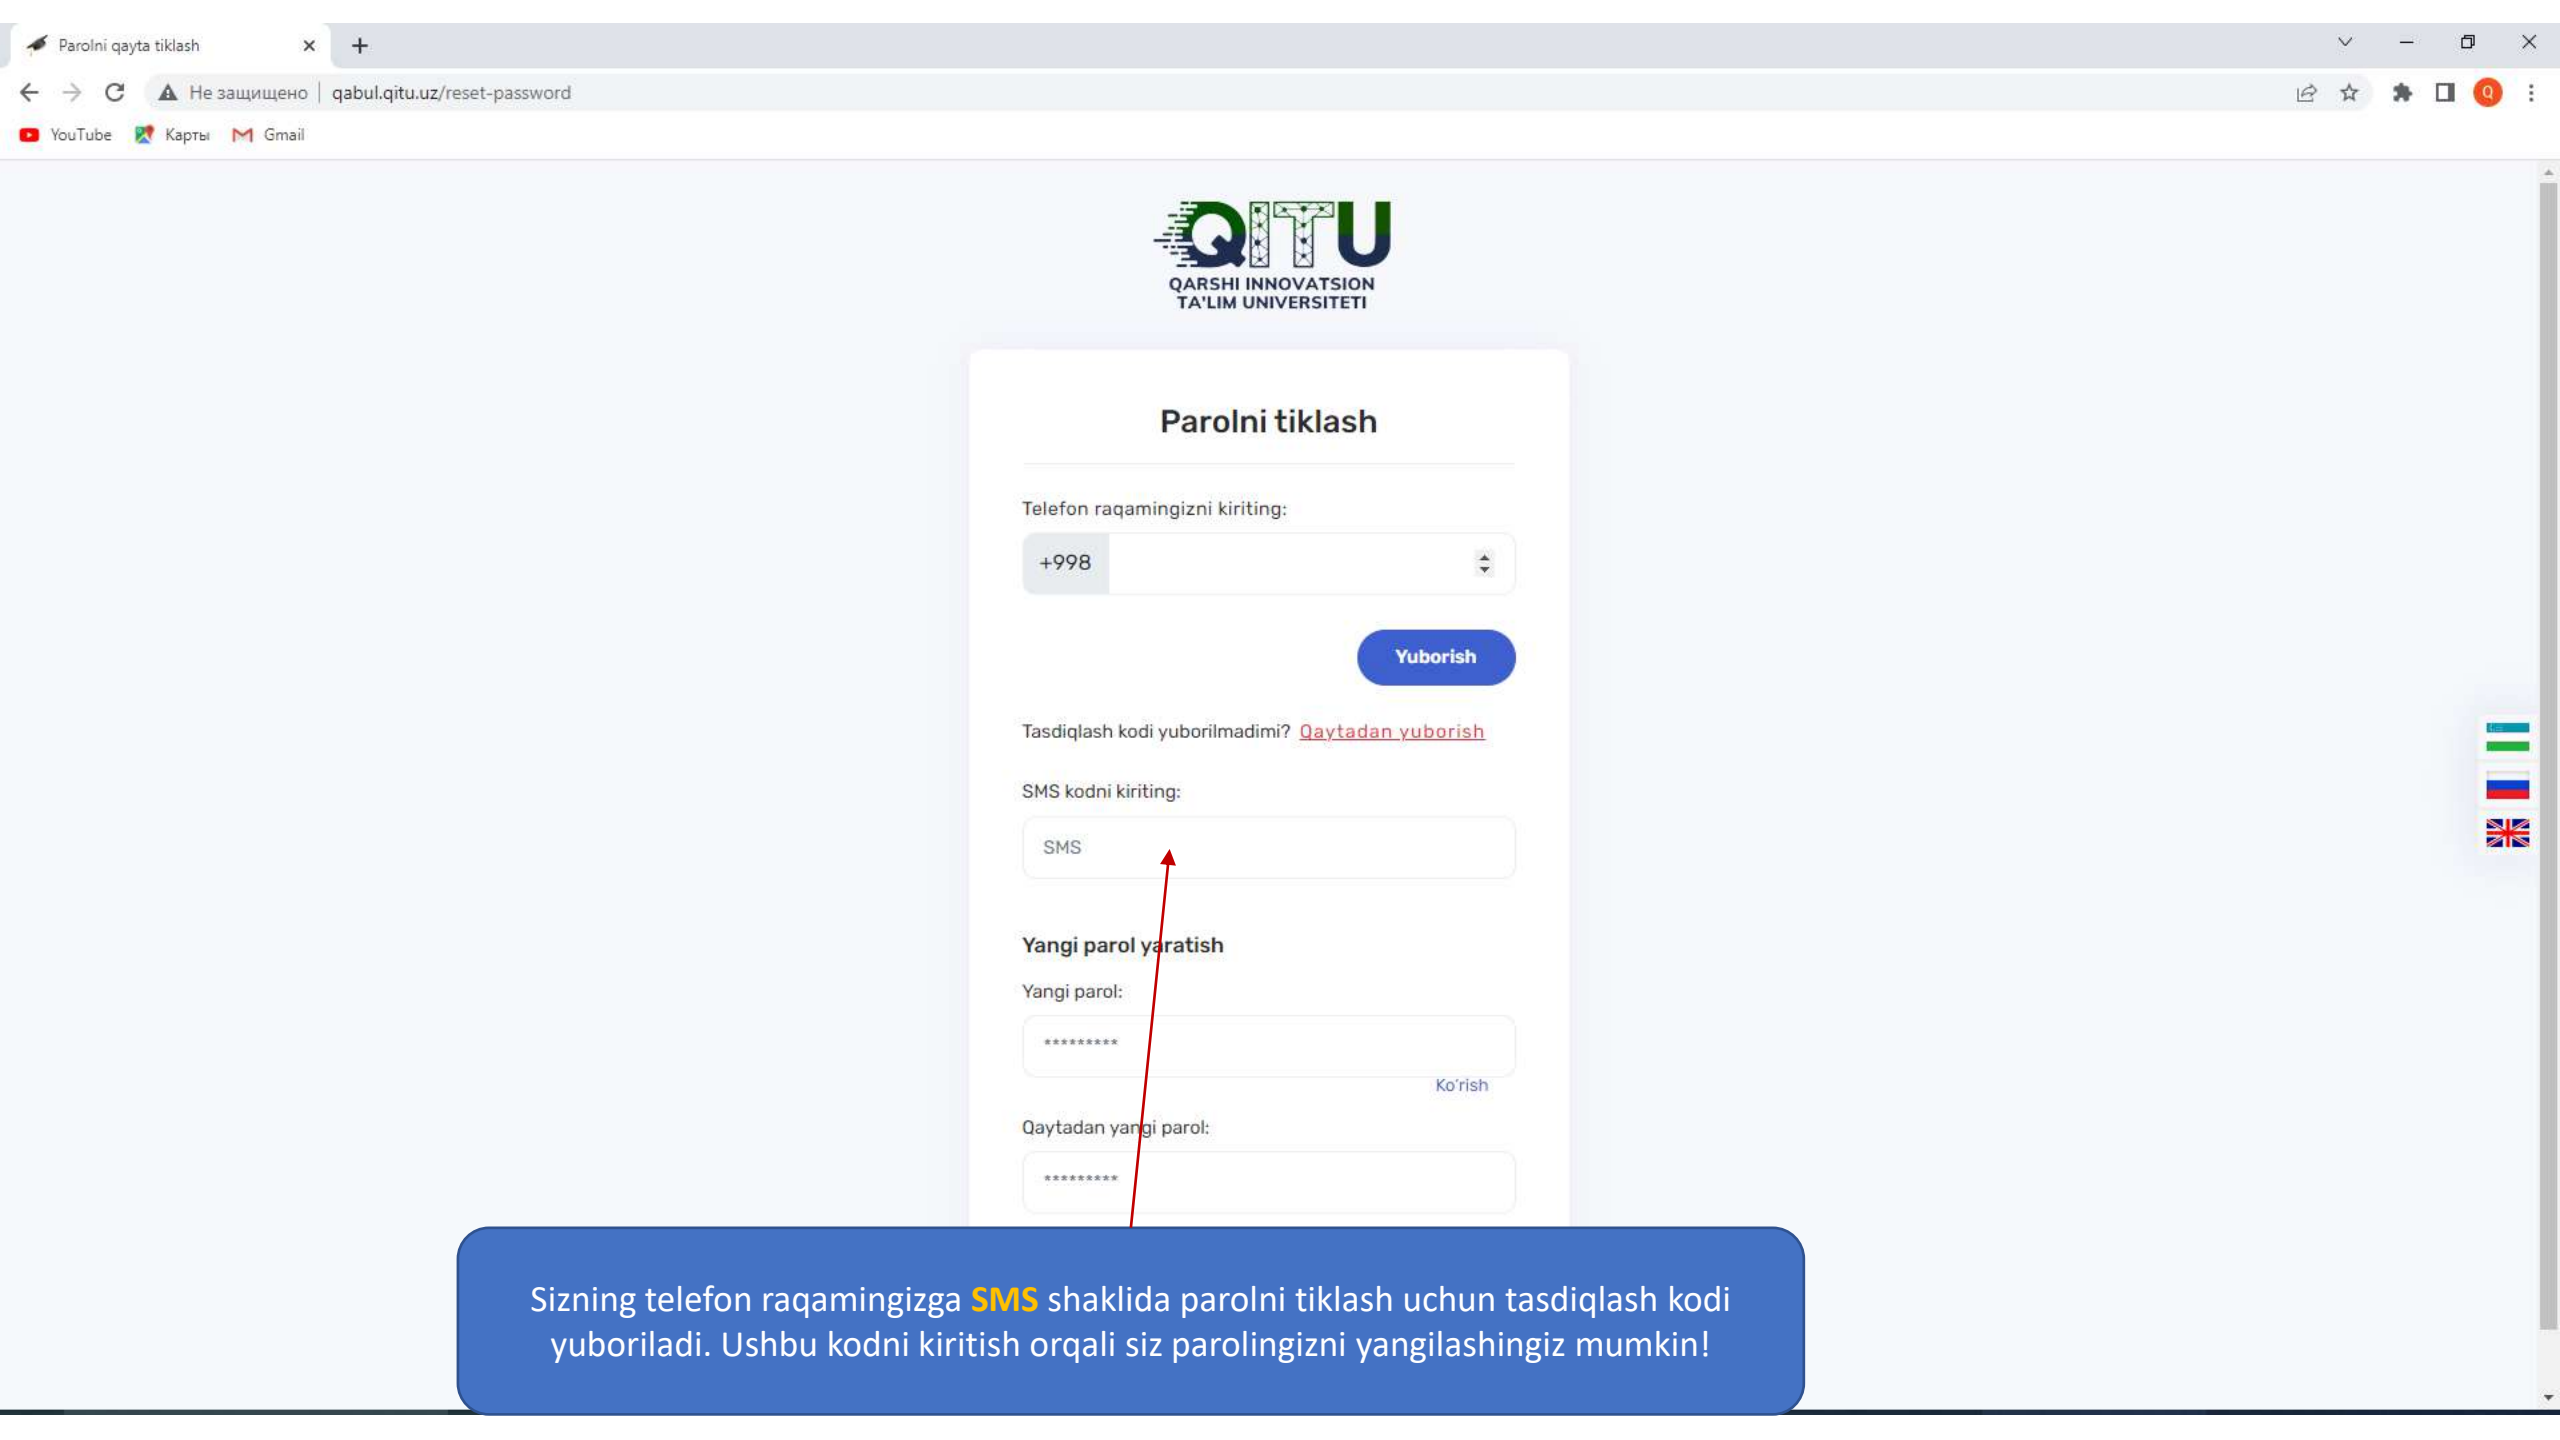 Parolni qayta tiklash
Не защищено | qabul.qitu.uz/reset-password
Q
YouTube Карты Gmail
QITU
QARSHI INNOVATSION
TA'LIM UNIVERSITETI
Parolni tiklash
Telefon raqamingizni kiriting:
+998
Yuborish
Tasdiqlash kodi yuborilmadimi? Qaytadan yuborish
SMS kodni kiriting:
SMS
Yangi parol yaratish
Yangi parol:
*********
Ko'rish
Qaytadan yangi parol:
*********
Sizning telefon raqamingizga SMS shaklida parolni tiklash uchun tasdiqlash kodi
yuboriladi. Ushbu kodni kiritish orqali siz parolingizni yangilashingiz mumkin!